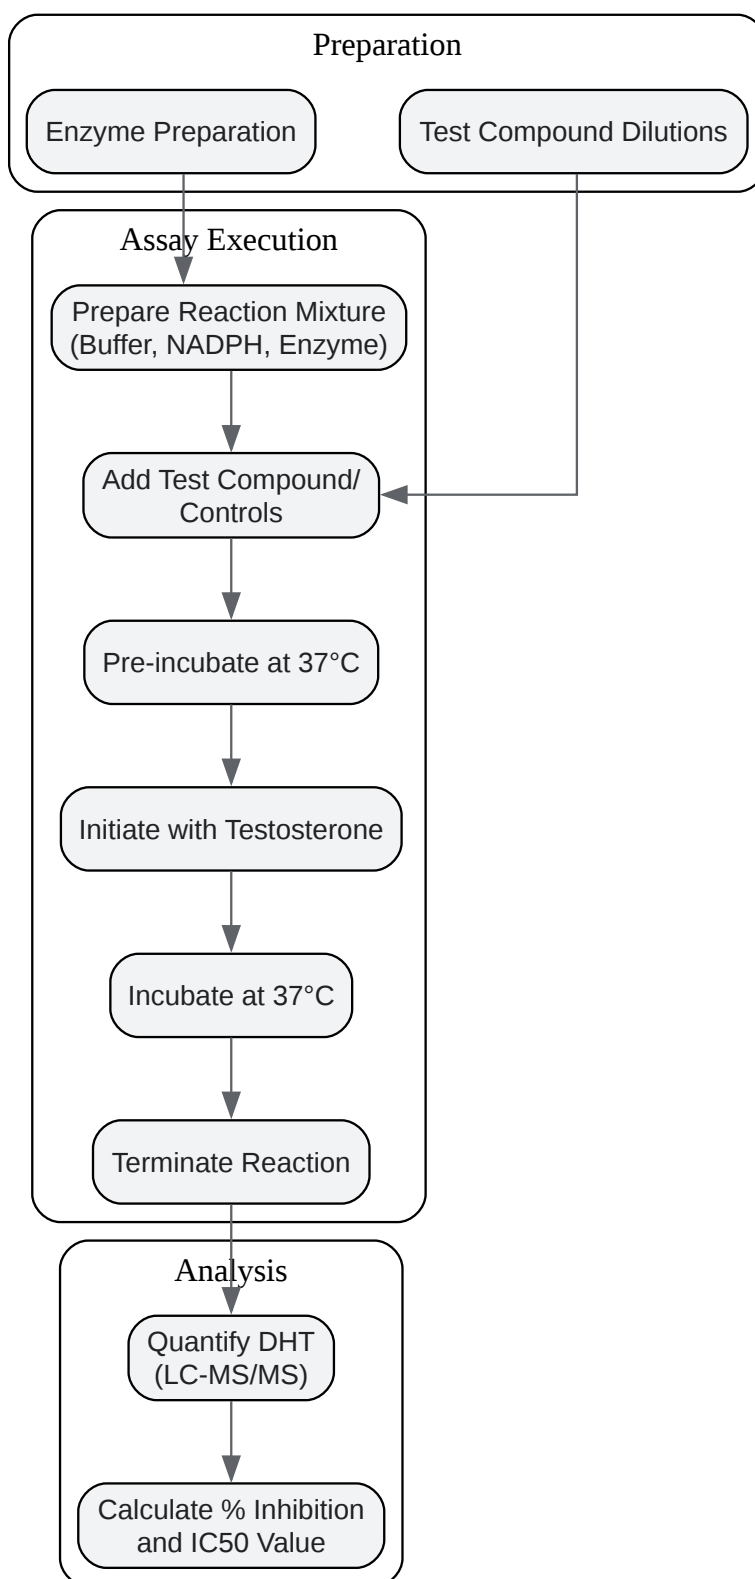 Preparation
Enzyme Preparation
Test Compound Dilutions
Assay Execution
Prepare Reaction Mixture
(Buffer, NADPH, Enzyme)
Add Test Compound/
Controls
Pre-incubate at 37°C
Initiate with Testosterone
Incubate at 37°C
Terminate Reaction
Analysis
Quantify DHT
(LC-MS/MS)
Calculate % Inhibition
and IC50 Value